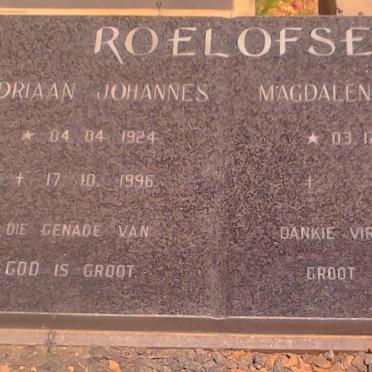 ROELOFSE
DRIAAN JOHANNES
★ 04.04.1924
† 17.10.1996
DIE GENADE VAN
GOD IS GROOT.
MAGDALEN
★ 03.1
†
DANKIE VIR
GROOT